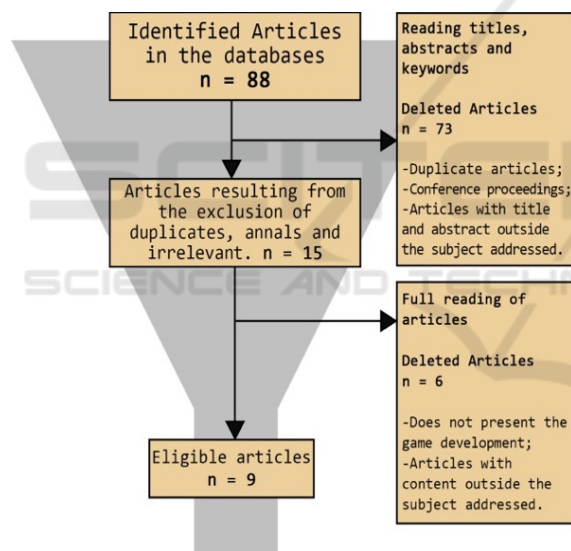 Identified Articles
in the databases
n = 88
Reading titles,
abstracts and
keywords
Deleted Articles
n = 73
-Duplicate articles;
-Conference proceedings;
-Articles with title
and abstract outside
the subject addressed.
Articles resulting from
the exclusion of
duplicates, annals and
irrelevant. n = 15
Full reading of
articles
Deleted Articles
n = 6
-Does not present the
game development;
-Articles with
content outside the
subject addressed.
Eligible articles
n = 9
SCIENCE AND